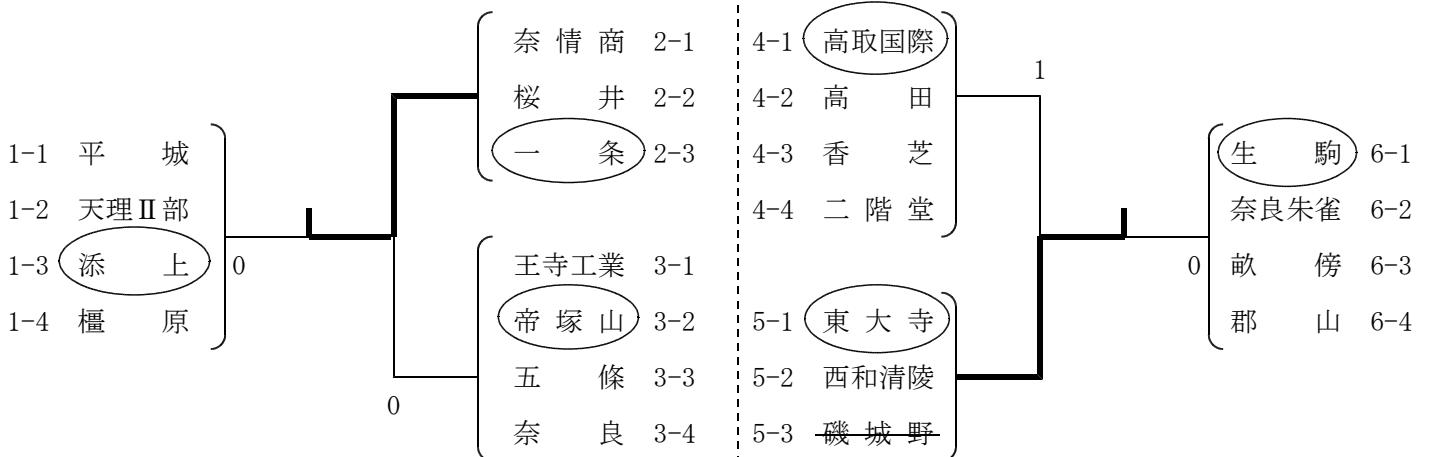 奈 情 商 2-1
桜 井 2-2
一 条 2-3
1-1 平 城
1-2 天理Ⅱ部
1-3 添 上
1-4 橿 原
0
王寺工業 3-1
帝 塚 山 3-2
五 條 3-3
奈 良 3-4
0
4-1 高取国際
4-2 高 田
4-3 香 芝
4-4 二 階 堂
1
5-1 東 大 寺
5-2 西和清陵
5-3 磯 城 野
生 駒 6-1
奈良朱雀 6-2
畝 傍 6-3
郡 山 6-4
0